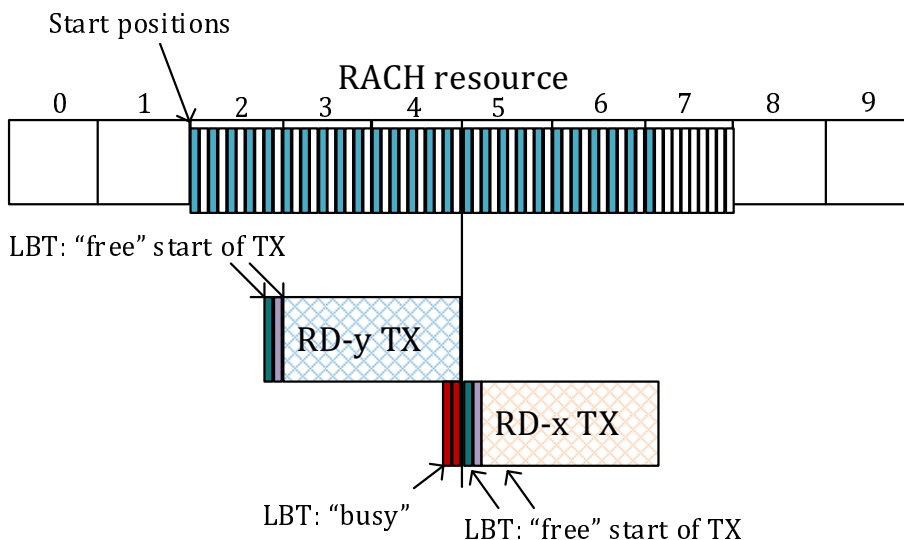 Start positions
RACH resource
0 1 2 3 4 5 6 7 8 9
LBT: “free” start of TX
RD-y TX
RD-x TX
LBT: “busy”
LBT: “free” start of TX